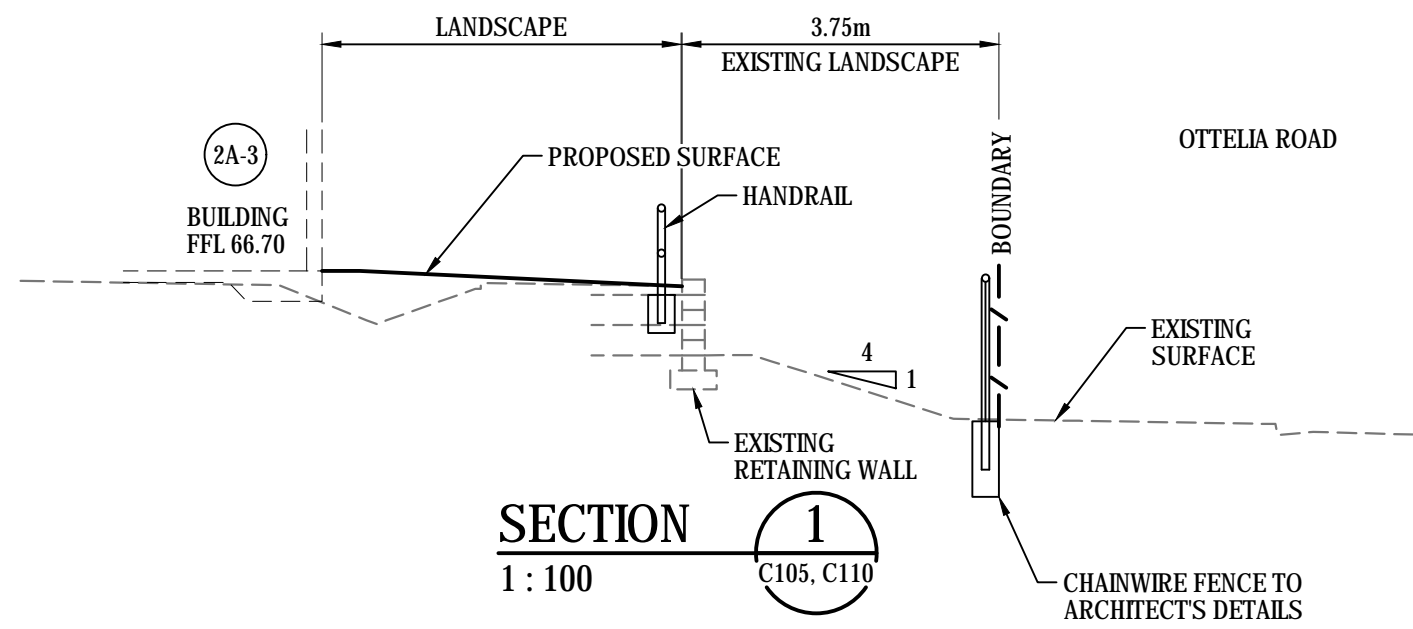 LANDSCAPE
3.75m
EXISTING LANDSCAPE
2A-3
BUILDING
FFL 66.70
PROPOSED SURFACE
HANDRAIL
BOUNDARY
OTTELIA ROAD
4
1
EXISTING
SURFACE
EXISTING
RETAINING WALL
SECTION
1 : 100
1
C105, C110
CHAINWIRE FENCE TO
ARCHITECT'S DETAILS